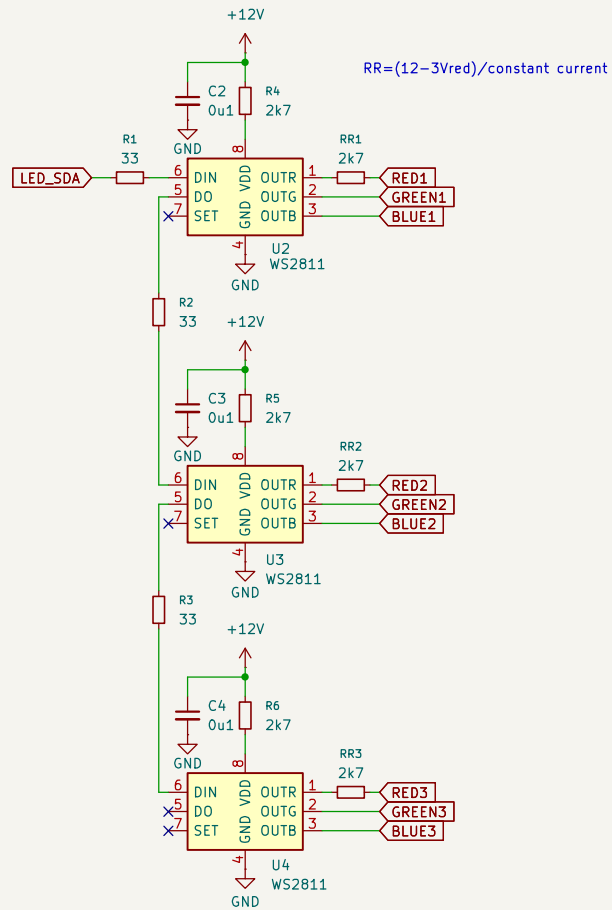 +12V
RR=(12-3Vred)/constant current
C2 R4
0u1 2k7
GND
R1
33
RR1
2k7
8
LED_SDA 6 DIN VDD OUTR 1 RED1
5 DO OUTG 2 GREEN1
7 SET GND OUTB 3 BLUE1
4
U2
WS2811
GND
R2
33
+12V
C3 R5
0u1 2k7
GND
RR2
2k7
8
6 DIN VDD OUTR 1 RED2
5 DO OUTG 2 GREEN2
7 SET GND OUTB 3 BLUE2
4
U3
WS2811
GND
R3
33
+12V
C4 R6
0u1 2k7
GND
RR3
2k7
8
6 DIN VDD OUTR 1 RED3
5 DO OUTG 2 GREEN3
7 SET GND OUTB 3 BLUE3
4
U4
WS2811
GND